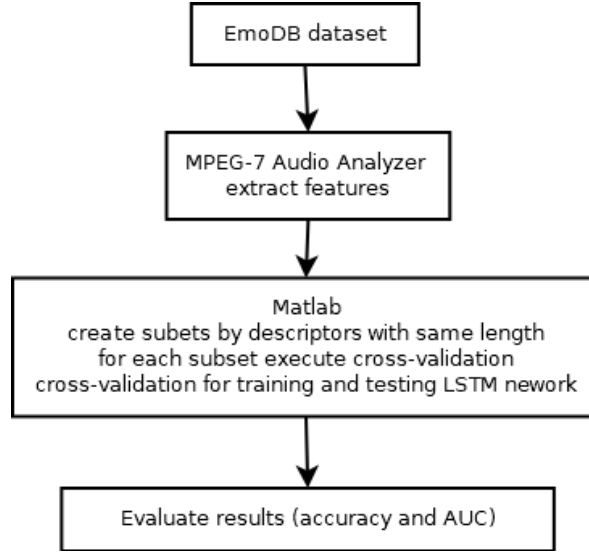 EmoDB dataset
MPEG-7 Audio Analyzer
extract features
Matlab
create subets by descriptors with same length
for each subset execute cross-validation
cross-validation for training and testing LSTM nework
Evaluate results (accuracy and AUC)